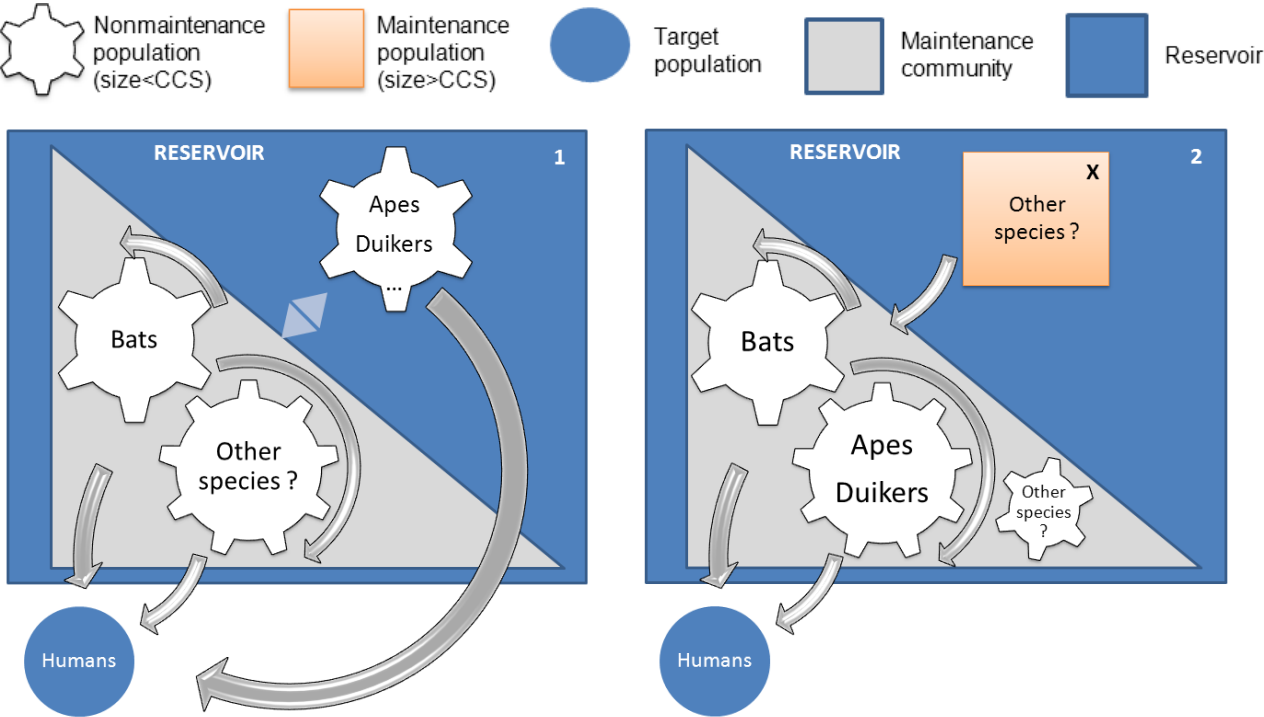 Nonmaintenance
population
(size<CCS)
Maintenance
population
(size>CCS)
Target
population
Maintenance
community
Reservoir
RESERVOIR
1
Apes
Duikers
...
Bats
Other
species ?
Humans
RESERVOIR
2
X
Other
species ?
Bats
Apes
Duikers
Other
species
?
Humans